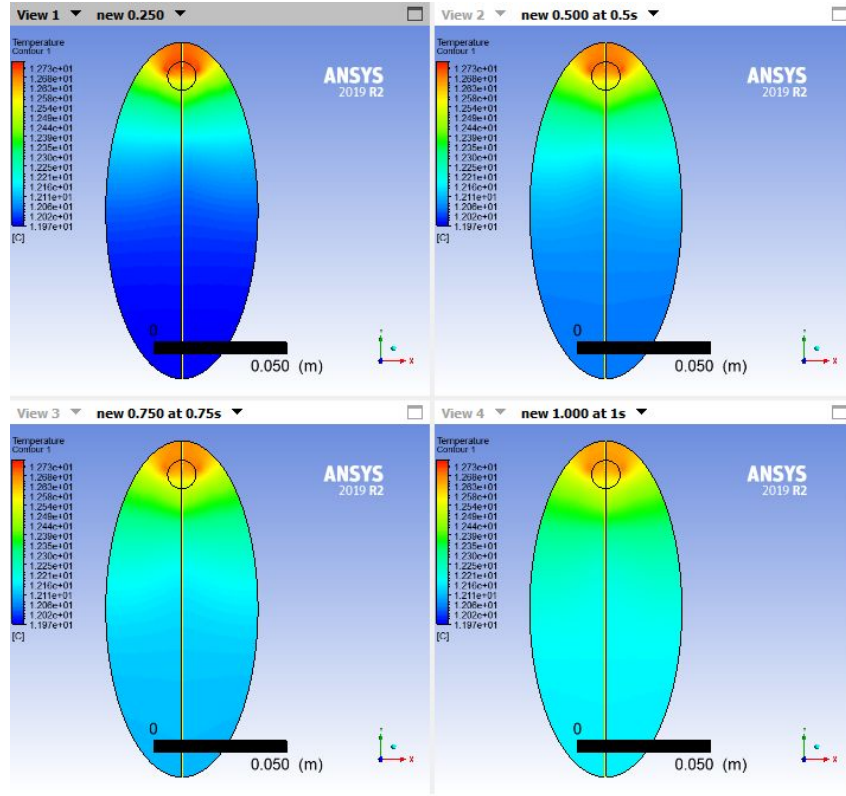 View 1 new 0.250
Temperature
Contour 1
1.273e+01
1.268e+01
1.263e+01
1.258e+01
1.254e+01
1.249e+01
1.244e+01
1.239e+01
1.235e+01
1.230e+01
1.225e+01
1.221e+01
1.216e+01
1.211e+01
1.206e+01
1.202e+01
1.197e+01
[C]
ANSYS
2019 R2
0
0.050 (m)
X
View 2 new 0.500 at 0.5s
Temperature
Contour 1
1.273e+01
1.268e+01
1.263e+01
1.258e+01
1.254e+01
1.249e+01
1.244e+01
1.239e+01
1.235e+01
1.230e+01
1.225e+01
1.221e+01
1.216e+01
1.211e+01
1.206e+01
1.202e+01
1.197e+01
[C]
ANSYS
2019 R2
0
0.050 (m)
X
View 3 new 0.750 at 0.75s
Temperature
Contour 1
1.273e+01
1.268e+01
1.263e+01
1.258e+01
1.254e+01
1.249e+01
1.244e+01
1.239e+01
1.235e+01
1.230e+01
1.225e+01
1.221e+01
1.216e+01
1.211e+01
1.206e+01
1.202e+01
1.197e+01
[C]
ANSYS
2019 R2
0
0.050 (m)
X
View 4 new 1.000 at 1s
Temperature
Contour 1
1.273e+01
1.268e+01
1.263e+01
1.258e+01
1.254e+01
1.249e+01
1.244e+01
1.239e+01
1.235e+01
1.230e+01
1.225e+01
1.221e+01
1.216e+01
1.211e+01
1.206e+01
1.202e+01
1.197e+01
[C]
ANSYS
2019 R2
0
0.050 (m)
X